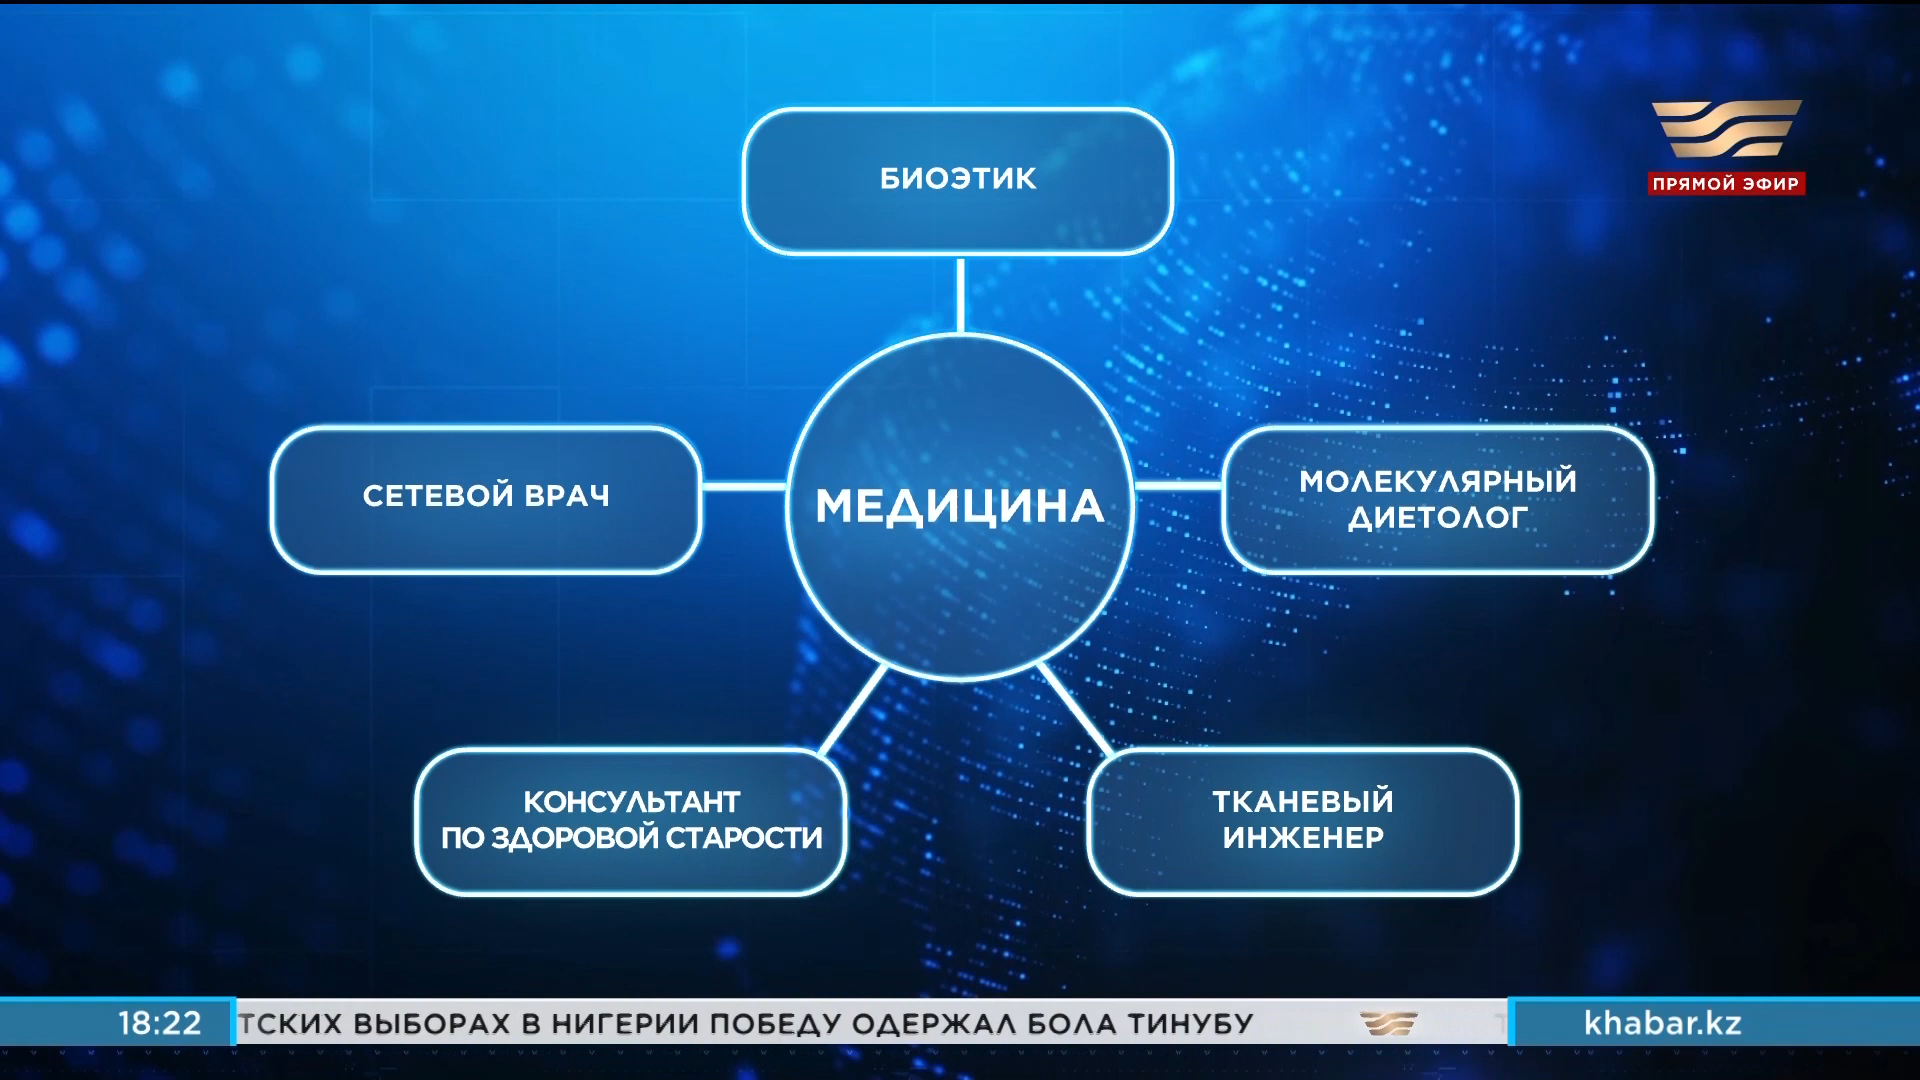 БИОЭТИК
ПРЯМОЙ ЭФИР
СЕТЕВОЙ ВРАЧ
МЕДИЦИНА
МОЛЕКУЛЯРНЫЙ
ДИЕТОЛОГ
КОНСУЛЬТАНТ
ПО ЗДОРОВОЙ СТАРОСТИ
ТКАНЕВЫЙ
ИНЖЕНЕР
18:22
ТСКИХ ВЫБОРАХ В НИГЕРИИ ПОБЕДУ ОДЕРЖАЛ БОЛА ТИНУБУ
khabar.kz